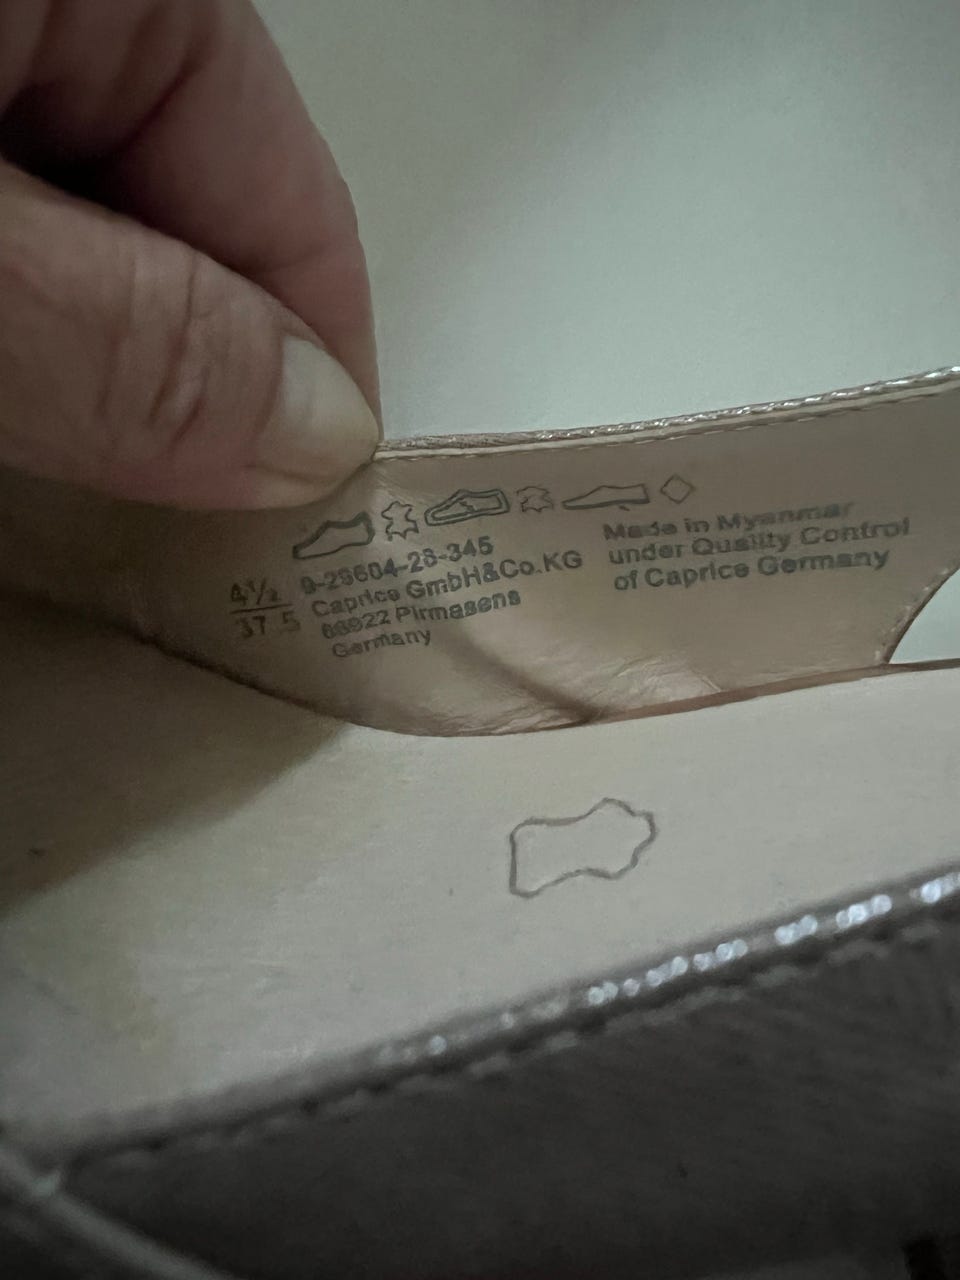 4½
37.5
9-29604-28-345
Caprice GmbH&Co.KG
66922 Pirmasens
Germany
Made in Myanmar
under Quality Control
of Caprice Germany